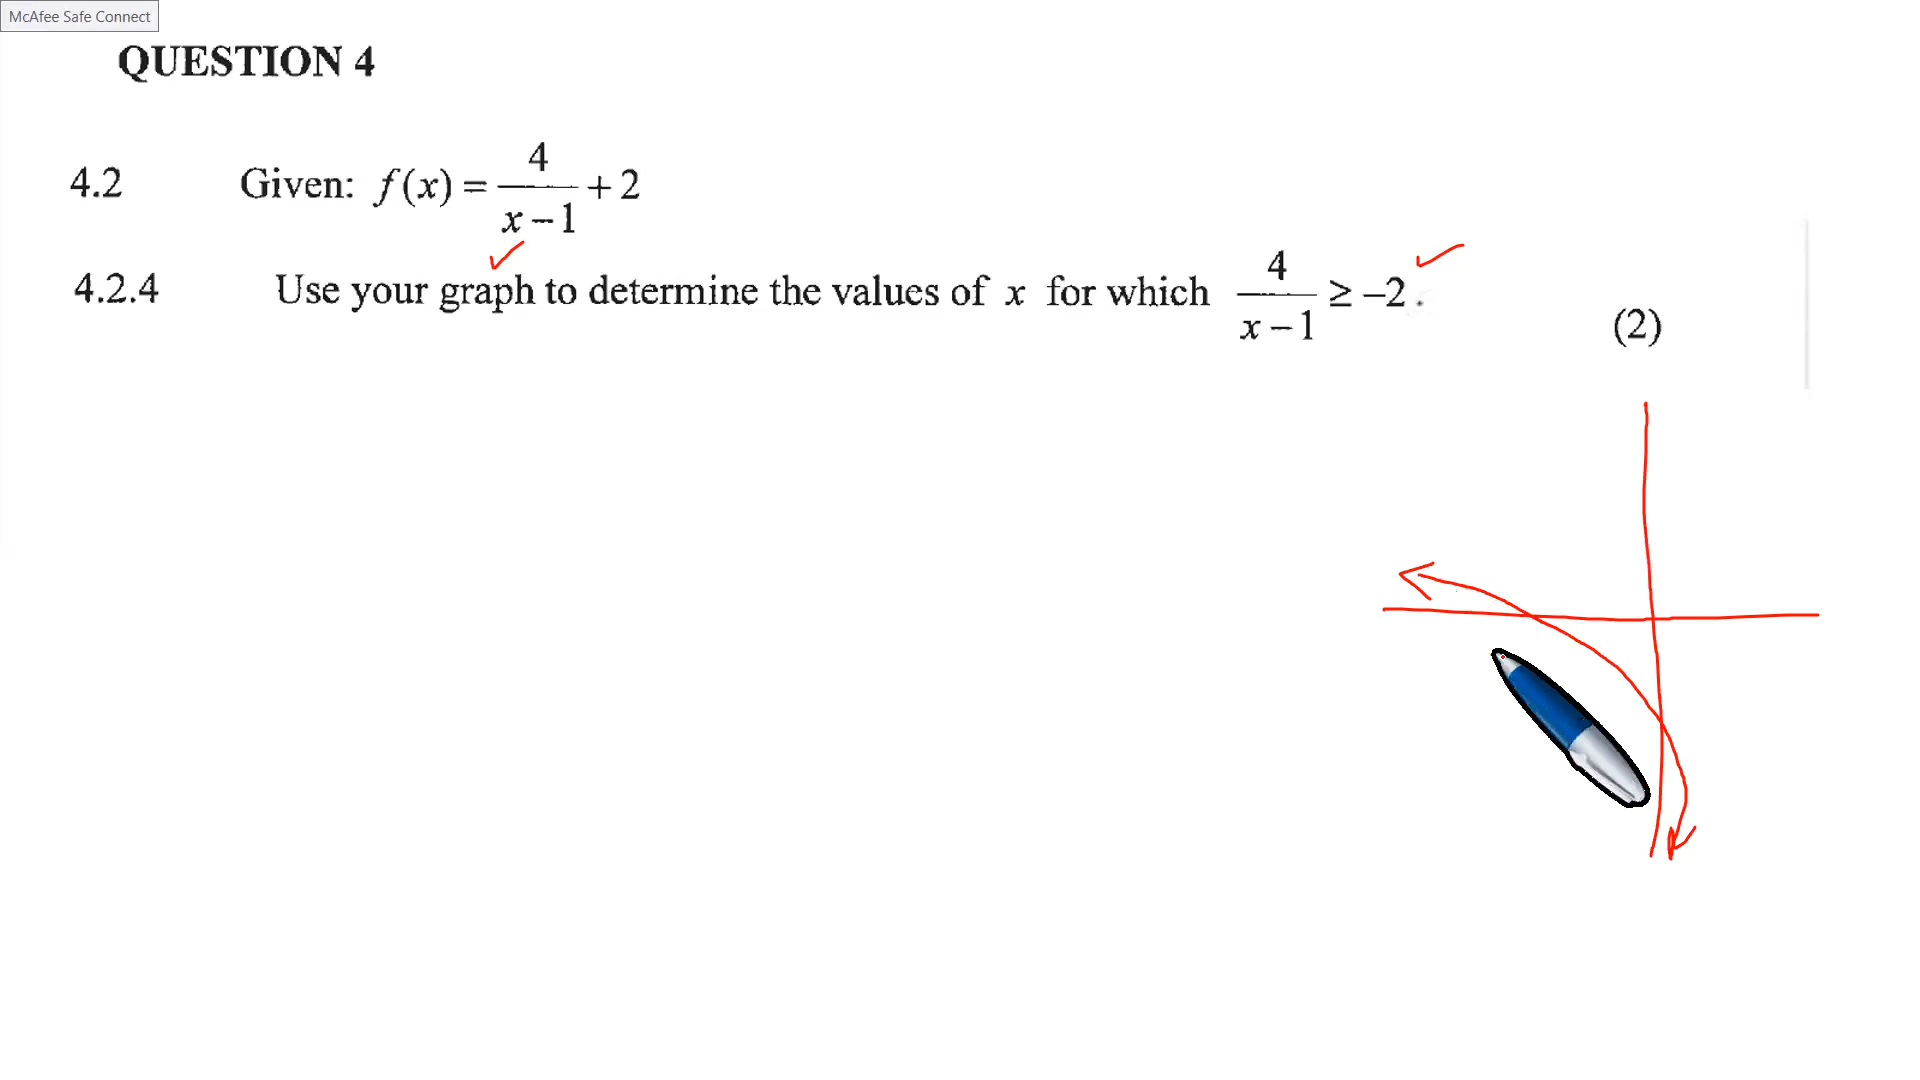 McAfee Safe Connect
QUESTION 4
4.2 Given: f(x) = 4/(x − 1) + 2
4.2.4 Use your graph to determine the values of x for which 4/(x − 1) ≥ −2 .
(2)